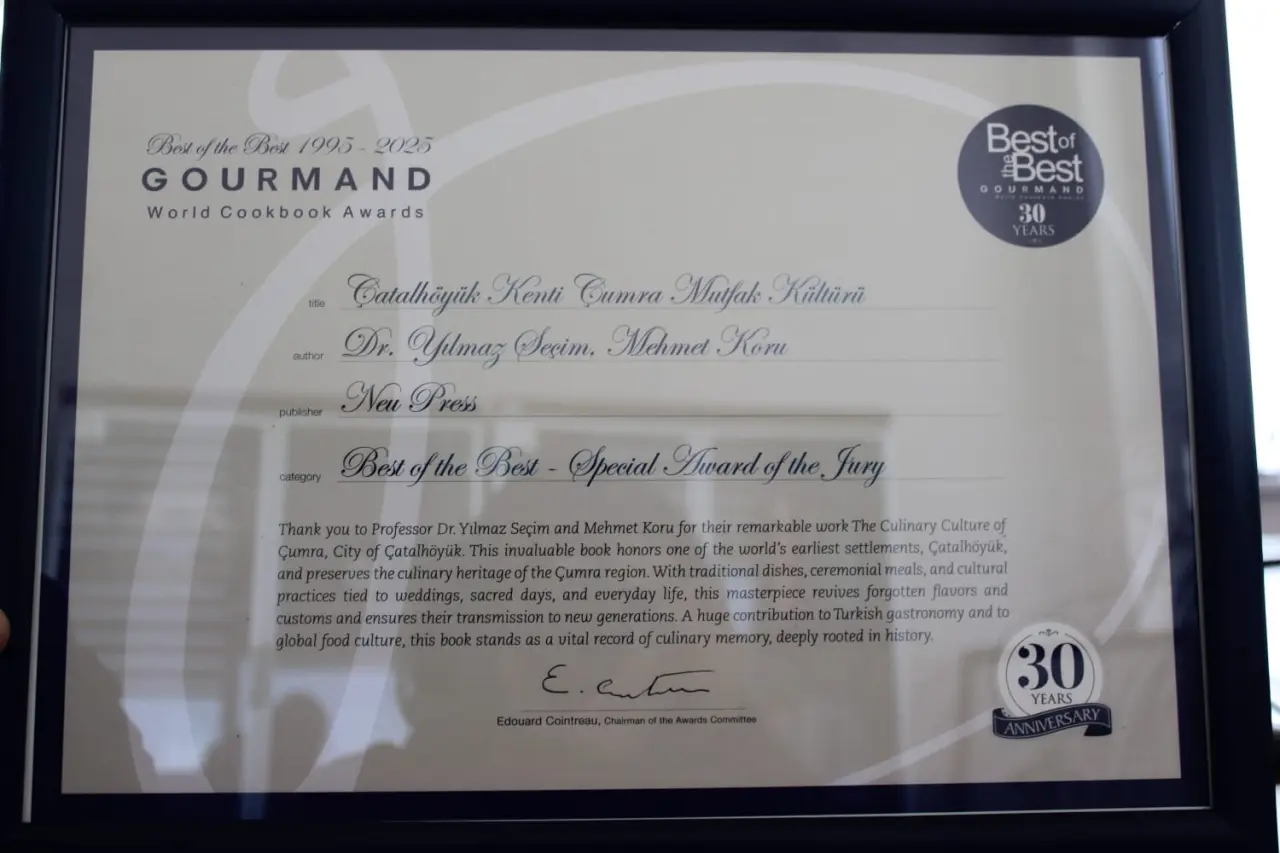 Best of the Best 1995 - 2025
GOURMAND
World Cookbook Awards
Best of
the Best
GOURMAND
World Cookbook Awards
30
YEARS
title Çatalhöyük Kenti Çumra Mutfak Kültürü
author Dr. Yılmaz Seçim, Mehmet Koru
publisher Neu Press
category Best of the Best - Special Award of the Jury
Thank you to Professor Dr. Yılmaz Seçim and Mehmet Koru for their remarkable work The Culinary Culture of
Çumra, City of Çatalhöyük. This invaluable book honors one of the world's earliest settlements, Çatalhöyük,
and preserves the culinary heritage of the Çumra region. With traditional dishes, ceremonial meals, and cultural
practices tied to weddings, sacred days, and everyday life, this masterpiece revives forgotten flavors and
customs and ensures their transmission to new generations. A huge contribution to Turkish gastronomy and to
global food culture, this book stands as a vital record of culinary memory, deeply rooted in history.
Edouard Cointreau, Chairman of the Awards Committee
30
YEARS
ANNIVERSARY